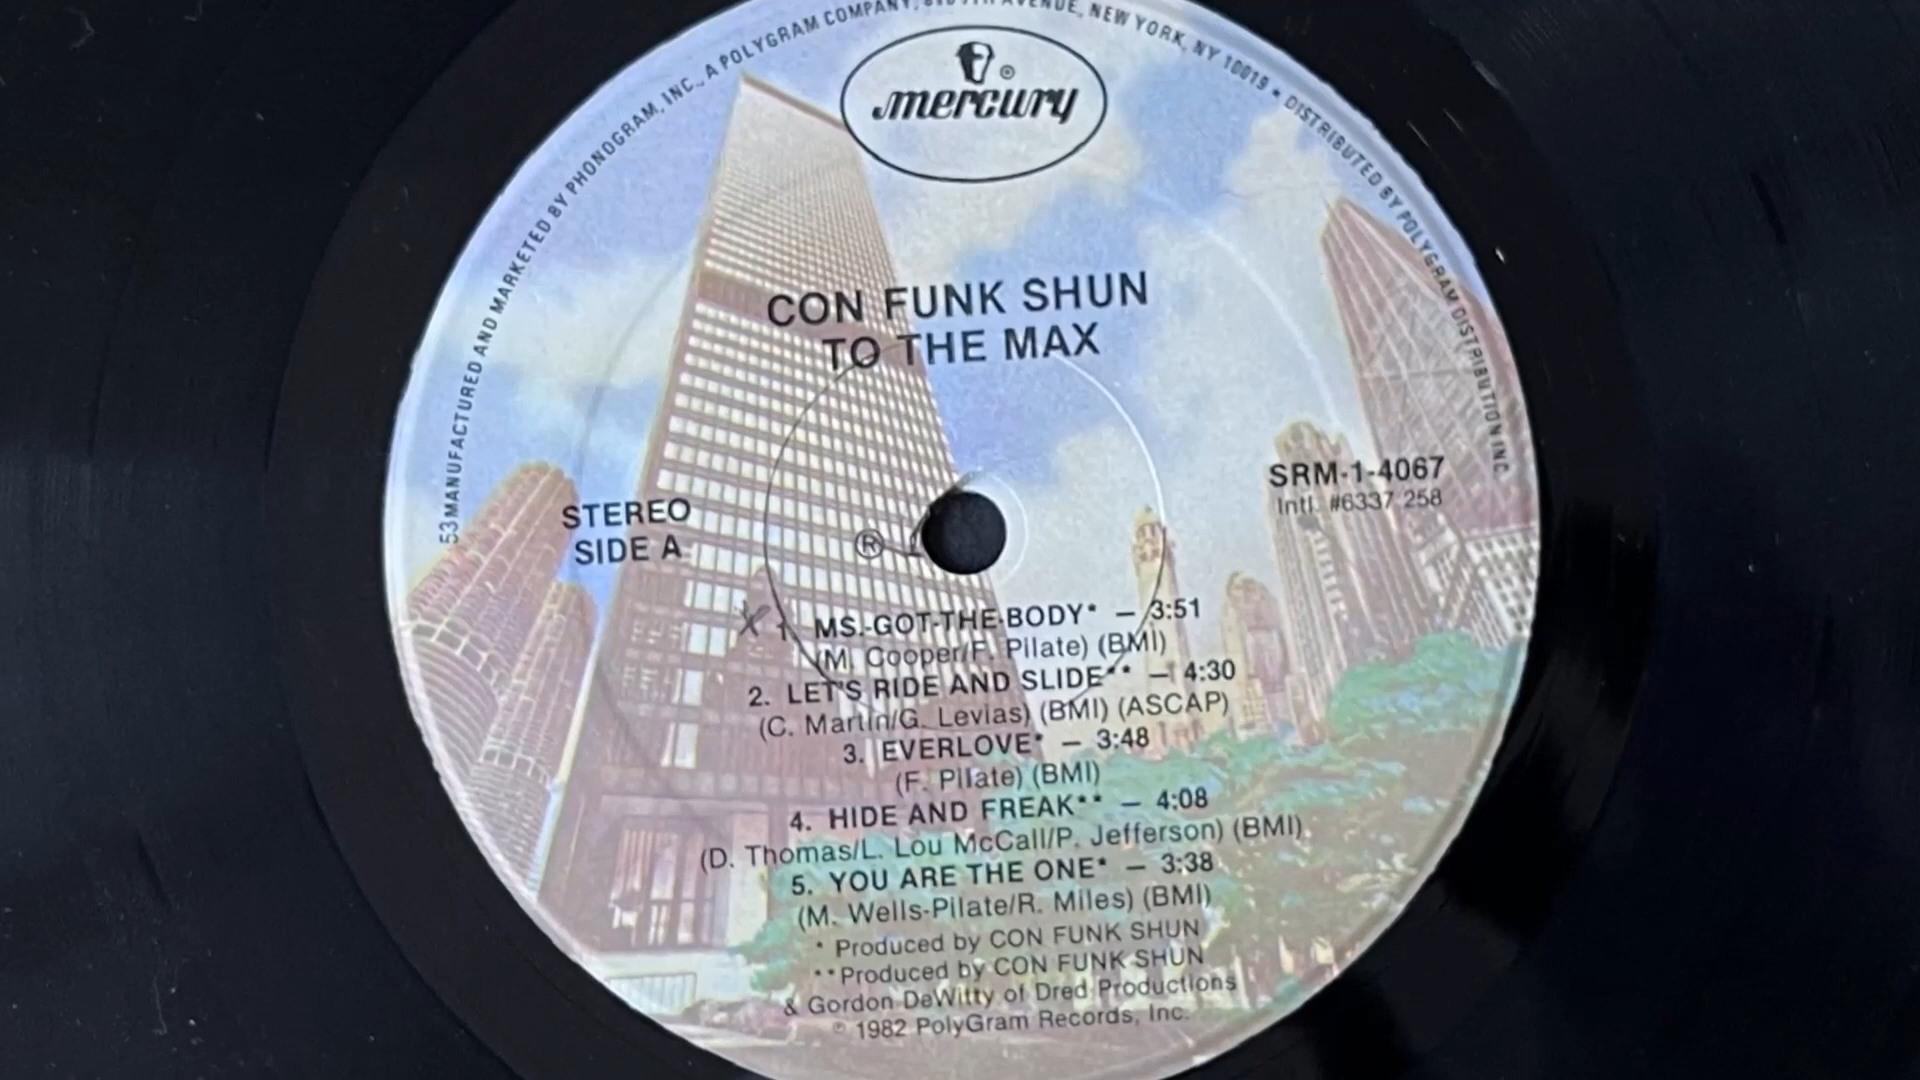 53 MANUFACTURED AND MARKETED BY PHONOGRAM, INC., A POLYGRAM COMPANY, AVENUE, NEW YORK, NY 10019 • DISTRIBUTED BY POLYGRAM DISTRIBUTION INC.
® mercury
CON FUNK SHUN
TO THE MAX
STEREO
SIDE A
SRM-1-4067
Intl. #6337 258
®
X 1. MS.-GOT-THE-BODY* — 3:51
(M. Cooper/F. Pilate) (BMI)
2. LET'S RIDE AND SLIDE** — 4:30
(C. Martin/G. Levias) (BMI) (ASCAP)
3. EVERLOVE* — 3:48
(F. Pilate) (BMI)
4. HIDE AND FREAK** — 4:08
(D. Thomas/L. Lou McCall/P. Jefferson) (BMI)
5. YOU ARE THE ONE* — 3:38
(M. Wells-Pilate/R. Miles) (BMI)
* Produced by CON FUNK SHUN
**Produced by CON FUNK SHUN
& Gordon DeWitty of Dred Productions
℗ 1982 PolyGram Records, Inc.